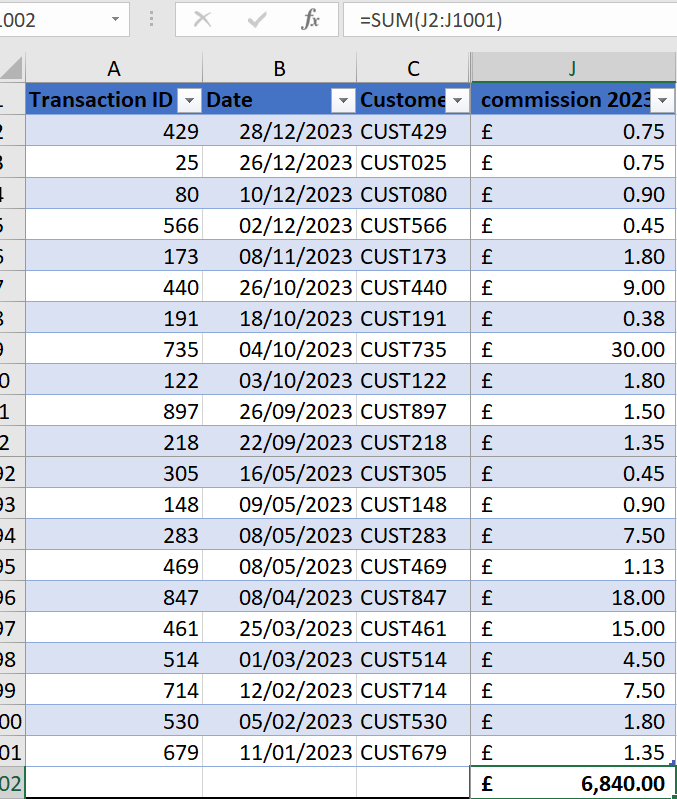 1002 fx =SUM(J2:J1001)
A B C J
Transaction ID Date Custome commission 2023
2 429 28/12/2023 CUST429 £ 0.75
3 25 26/12/2023 CUST025 £ 0.75
4 80 10/12/2023 CUST080 £ 0.90
5 566 02/12/2023 CUST566 £ 0.45
6 173 08/11/2023 CUST173 £ 1.80
7 440 26/10/2023 CUST440 £ 9.00
8 191 18/10/2023 CUST191 £ 0.38
9 735 04/10/2023 CUST735 £ 30.00
0 122 03/10/2023 CUST122 £ 1.80
1 897 26/09/2023 CUST897 £ 1.50
2 218 22/09/2023 CUST218 £ 1.35
92 305 16/05/2023 CUST305 £ 0.45
93 148 09/05/2023 CUST148 £ 0.90
94 283 08/05/2023 CUST283 £ 7.50
95 469 08/05/2023 CUST469 £ 1.13
96 847 08/04/2023 CUST847 £ 18.00
97 461 25/03/2023 CUST461 £ 15.00
98 514 01/03/2023 CUST514 £ 4.50
99 714 12/02/2023 CUST714 £ 7.50
00 530 05/02/2023 CUST530 £ 1.80
01 679 11/01/2023 CUST679 £ 1.35
02 £ 6,840.00